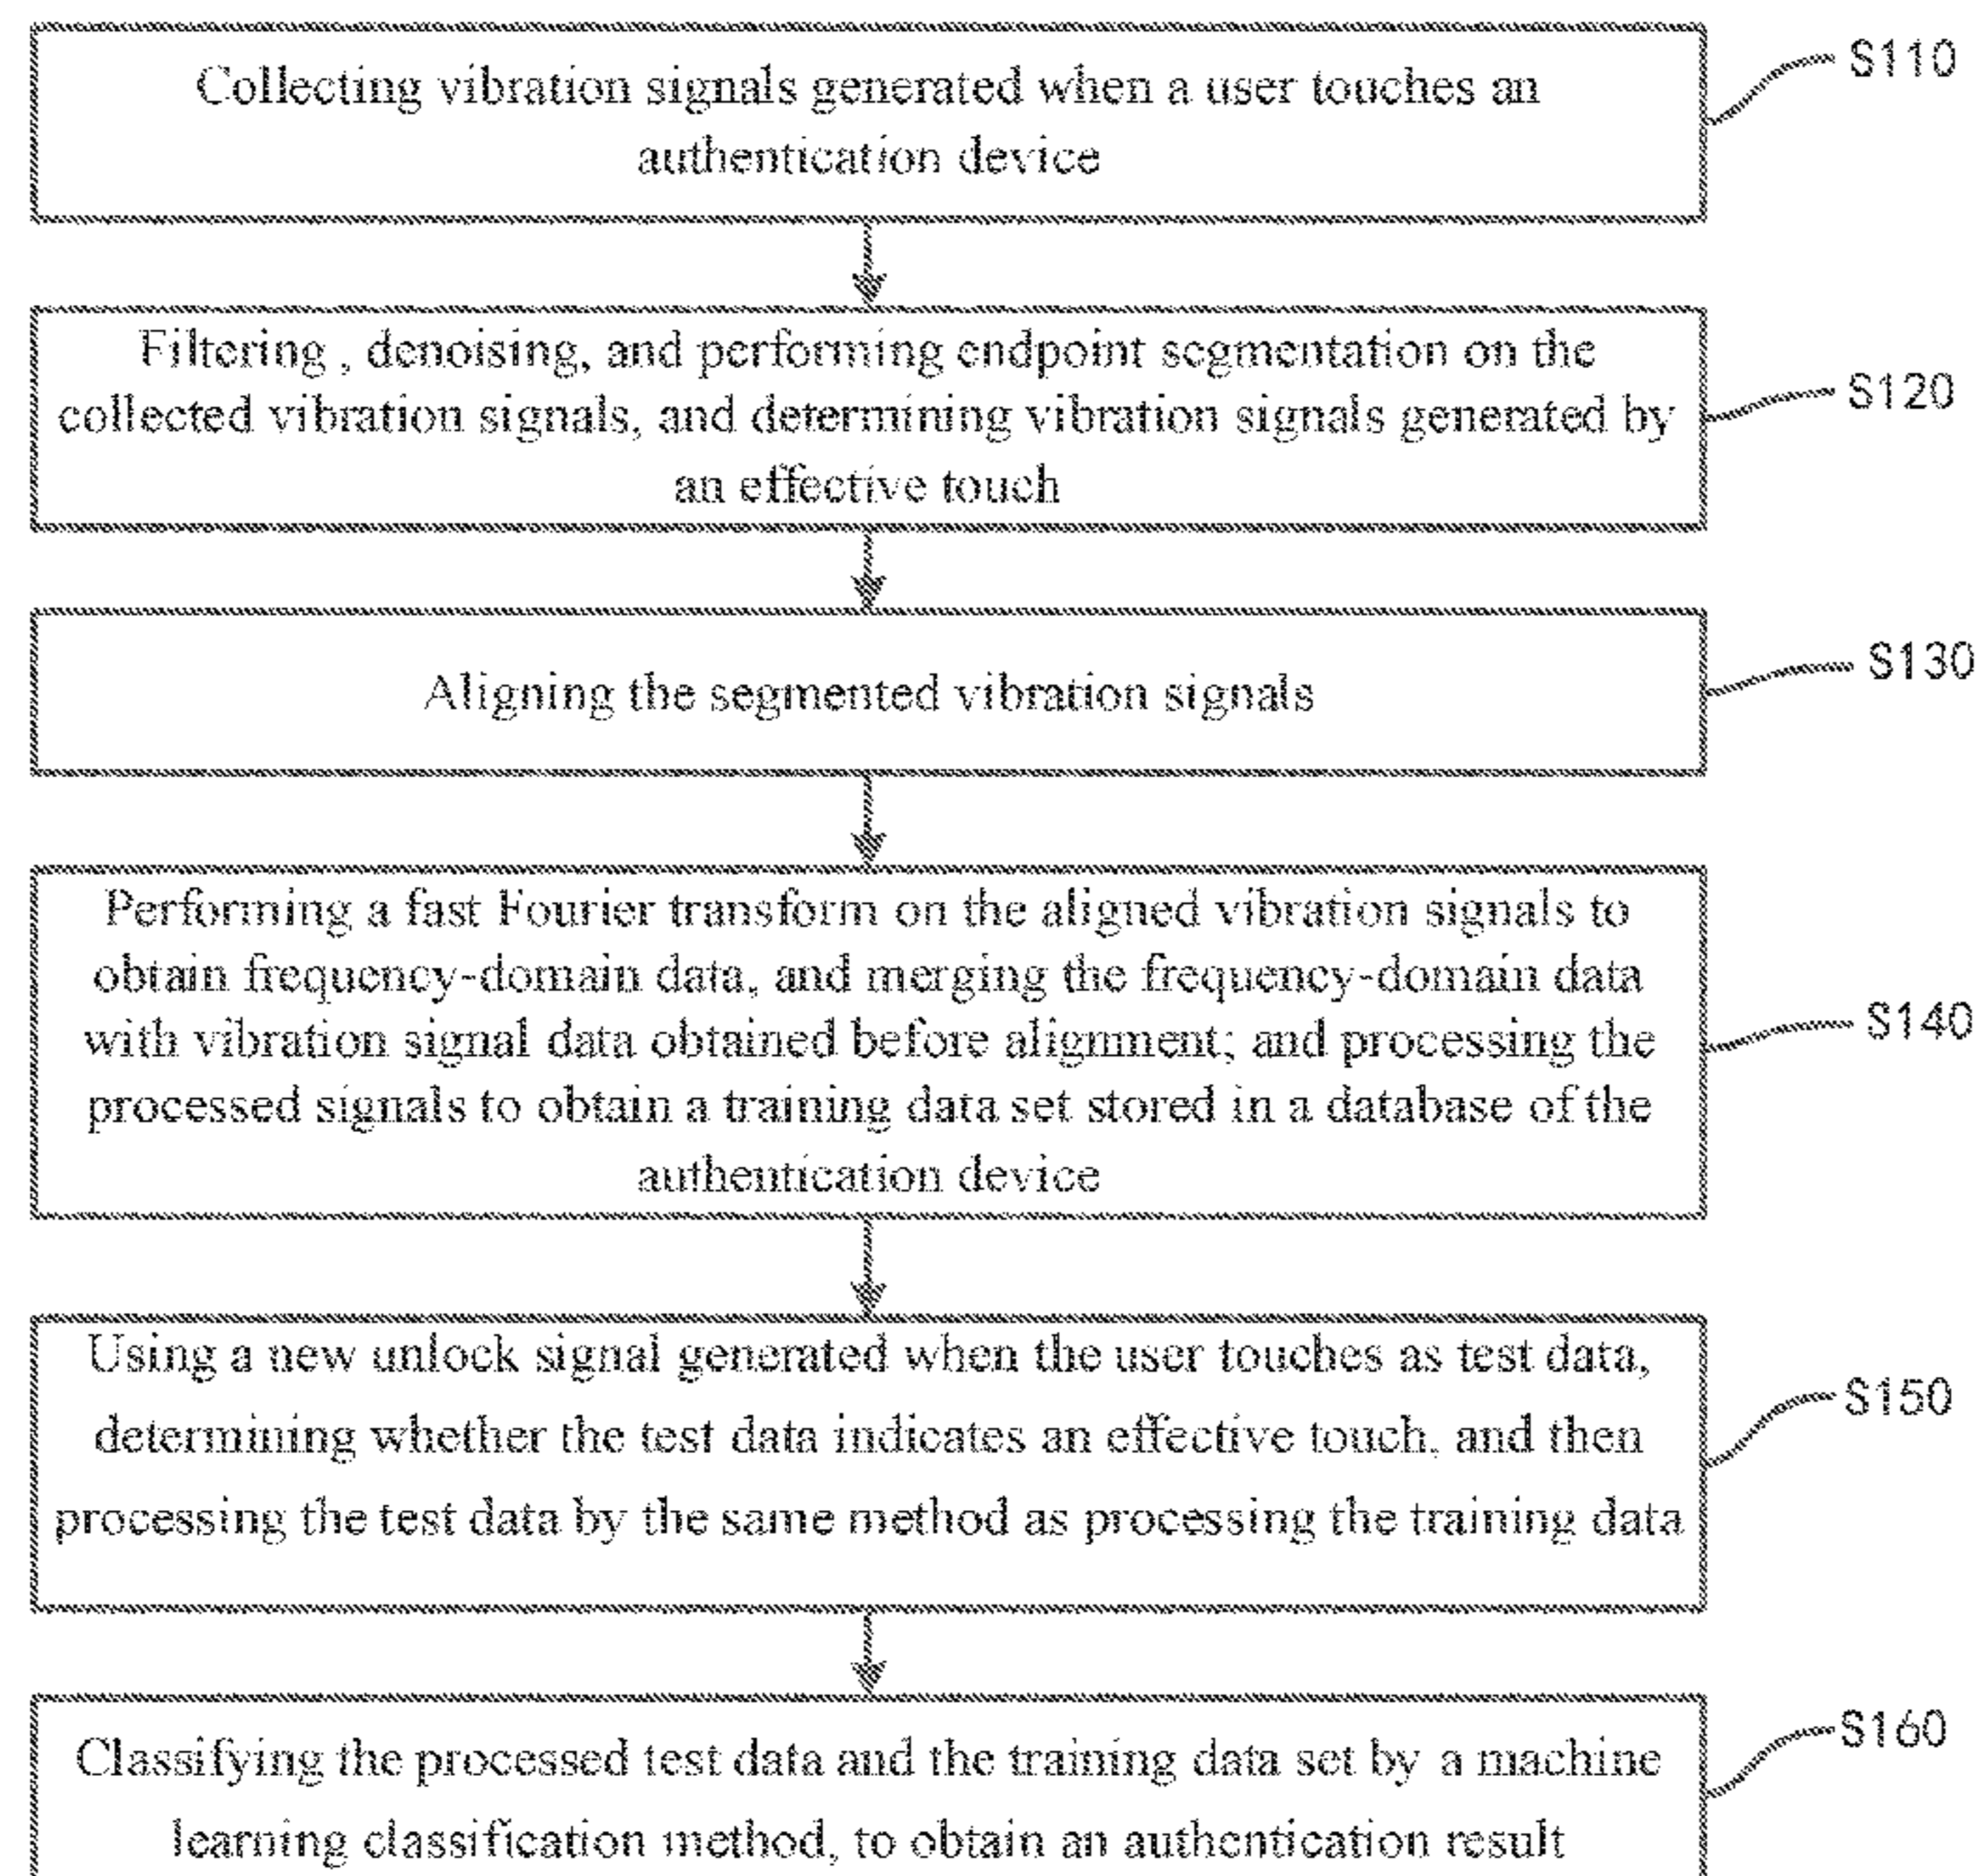 Collecting vibration signals generated when a user touches an
authentication device
S110
Filtering , denoising, and performing endpoint segmentation on the
collected vibration signals, and determining vibration signals generated by
an effective touch
S120
Aligning the segmented vibration signals
S130
Performing a fast Fourier transform on the aligned vibration signals to
obtain frequency-domain data, and merging the frequency-domain data
with vibration signal data obtained before alignment; and processing the
processed signals to obtain a training data set stored in a database of the
authentication device
S140
Using a new unlock signal generated when the user touches as test data,
determining whether the test data indicates an effective touch, and then
processing the test data by the same method as processing the training data
S150
Classifying the processed test data and the training data set by a machine
learning classification method, to obtain an authentication result
S160